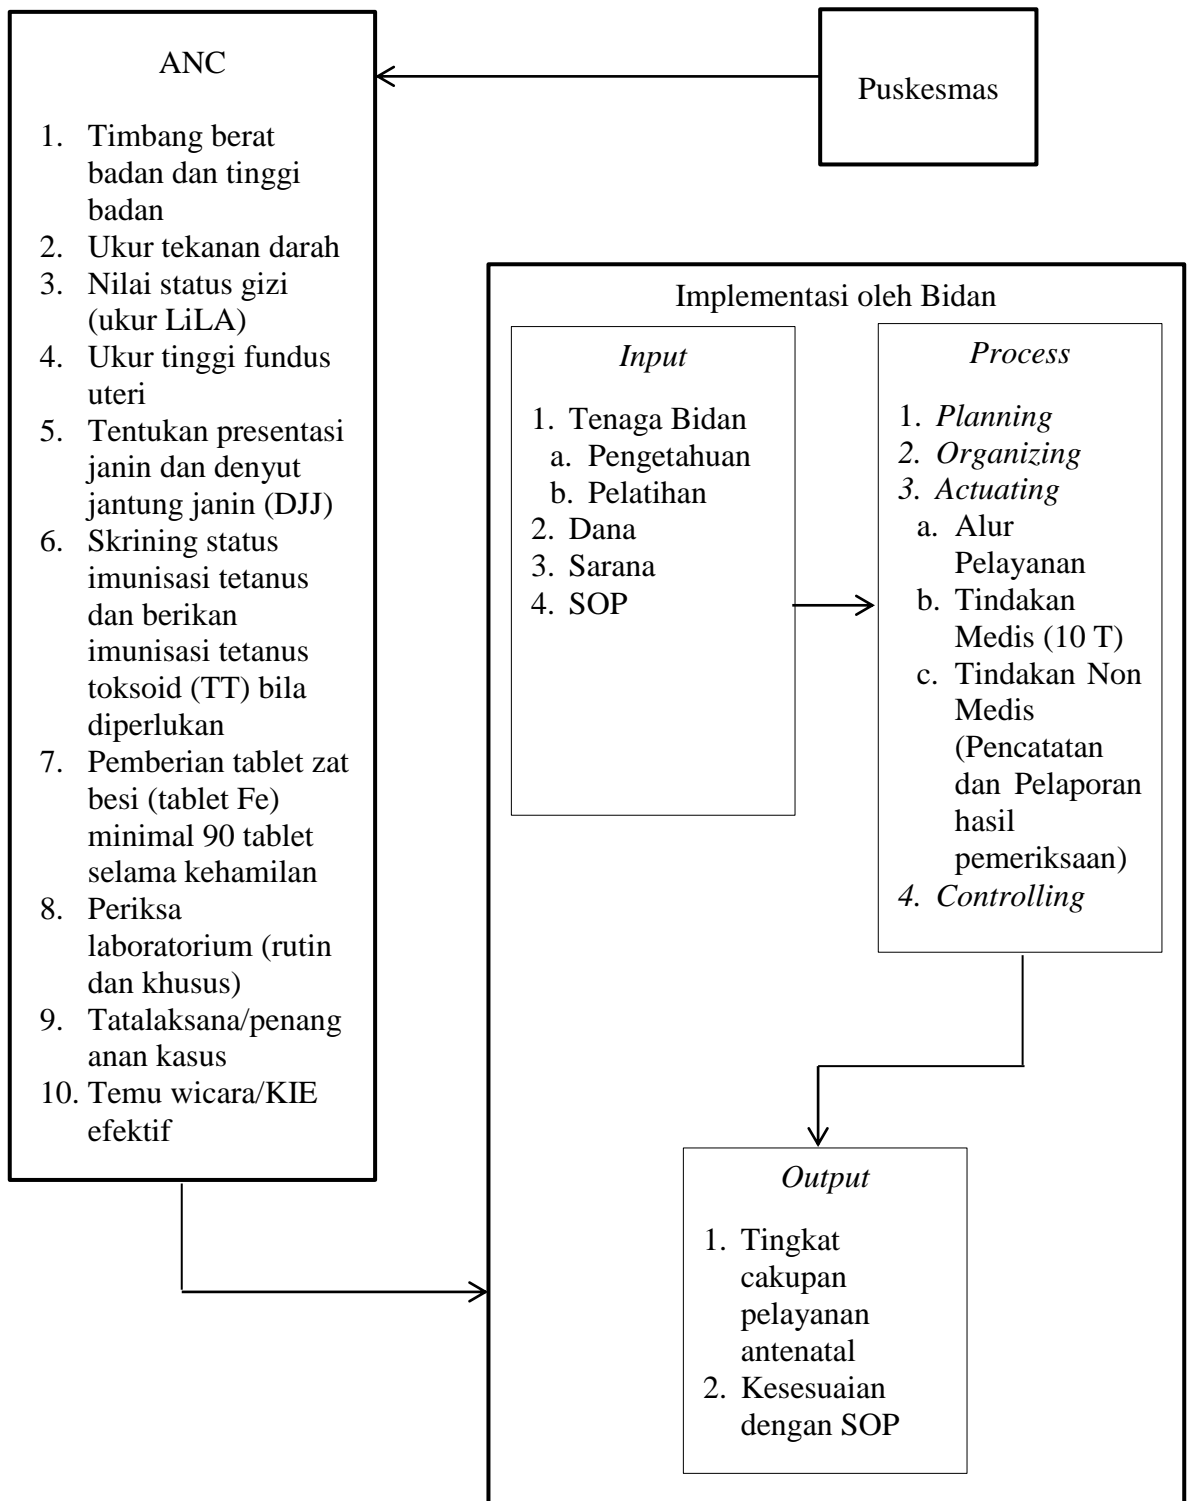 ANC
1. Timbang berat
badan dan tinggi
badan
2. Ukur tekanan darah
3. Nilai status gizi
(ukur LiLA)
4. Ukur tinggi fundus
uteri
5. Tentukan presentasi
janin dan denyut
jantung janin (DJJ)
6. Skrining status
imunisasi tetanus
dan berikan
imunisasi tetanus
toksoid (TT) bila
diperlukan
7. Pemberian tablet zat
besi (tablet Fe)
minimal 90 tablet
selama kehamilan
8. Periksa
laboratorium (rutin
dan khusus)
9. Tatalaksana/penang
anan kasus
10. Temu wicara/KIE
efektif
Puskesmas
Implementasi oleh Bidan
Input
1. Tenaga Bidan
a. Pengetahuan
b. Pelatihan
2. Dana
3. Sarana
4. SOP
Process
1. Planning
2. Organizing
3. Actuating
a. Alur
Pelayanan
b. Tindakan
Medis (10 T)
c. Tindakan Non
Medis
(Pencatatan
dan Pelaporan
hasil
pemeriksaan)
4. Controlling
Output
1. Tingkat
cakupan
pelayanan
antenatal
2. Kesesuaian
dengan SOP